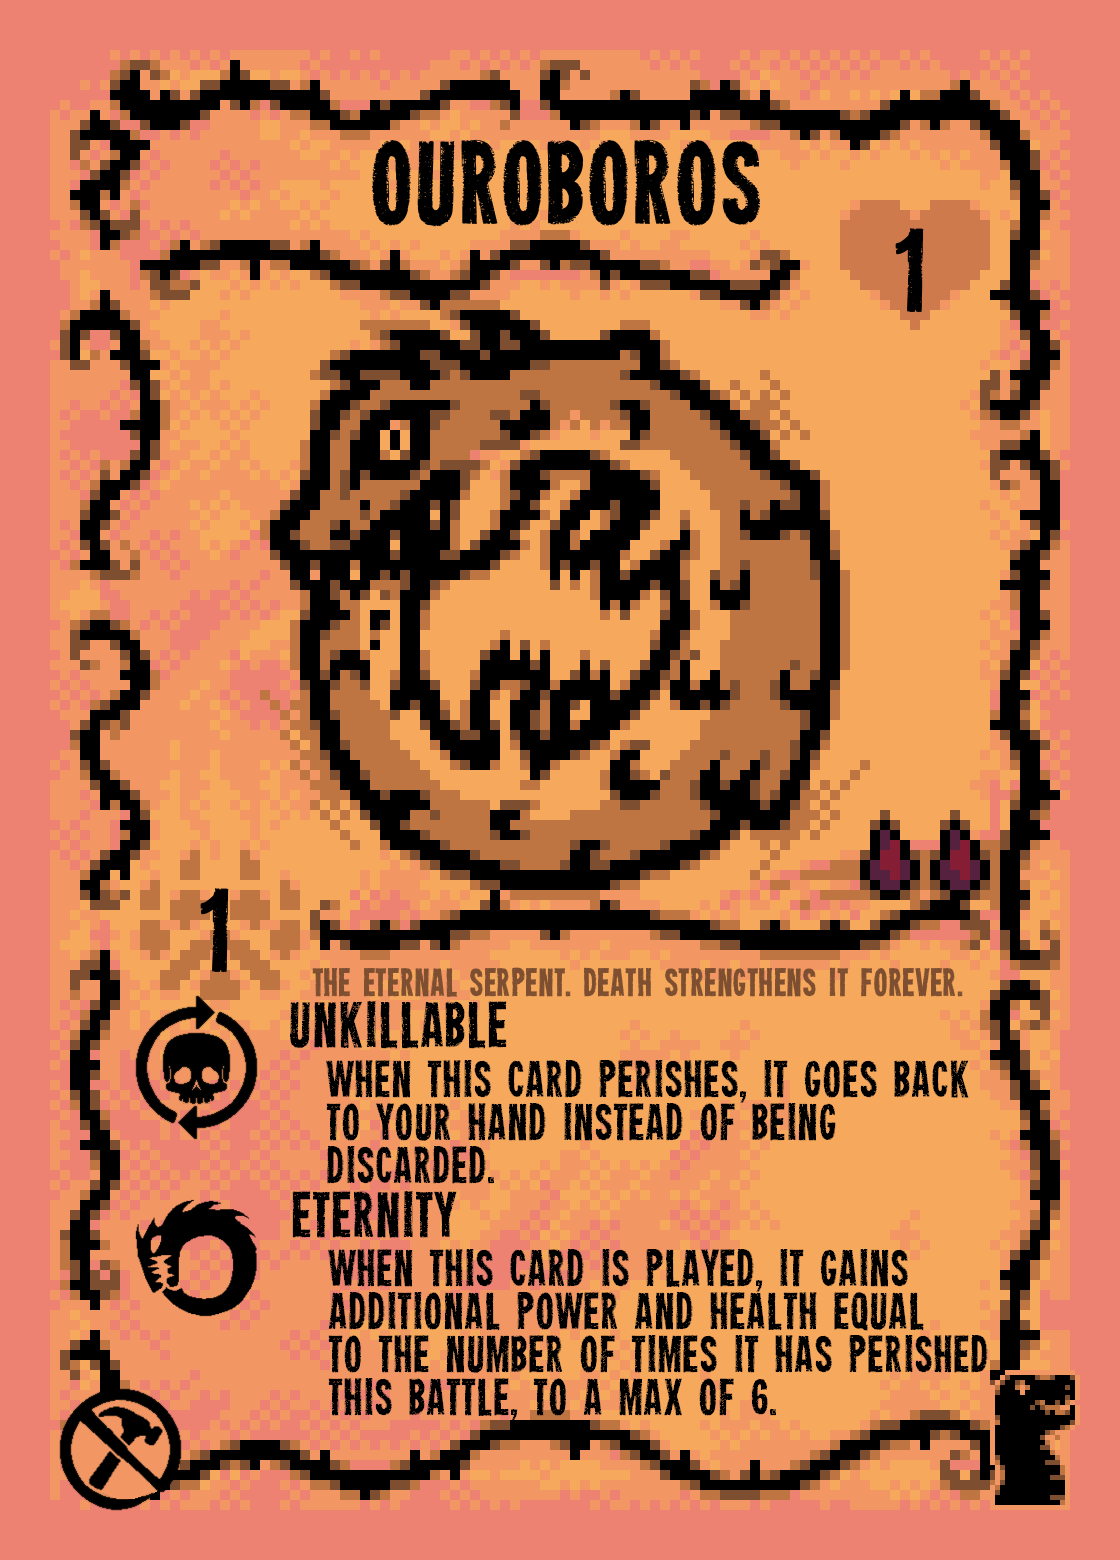 OUROBOROS
1
1
THE ETERNAL SERPENT. DEATH STRENGTHENS IT FOREVER.
UNKILLABLE
WHEN THIS CARD PERISHES, IT GOES BACK
TO YOUR HAND INSTEAD OF BEING
DISCARDED.
ETERNITY
WHEN THIS CARD IS PLAYED, IT GAINS
ADDITIONAL POWER AND HEALTH EQUAL
TO THE NUMBER OF TIMES IT HAS PERISHED
THIS BATTLE, TO A MAX OF 6.